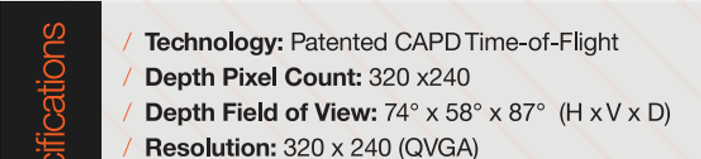 cifications
/ Technology: Patented CAPD Time-of-Flight
/ Depth Pixel Count: 320 x240
/ Depth Field of View: 74° x 58° x 87° (H x V x D)
/ Resolution: 320 x 240 (QVGA)